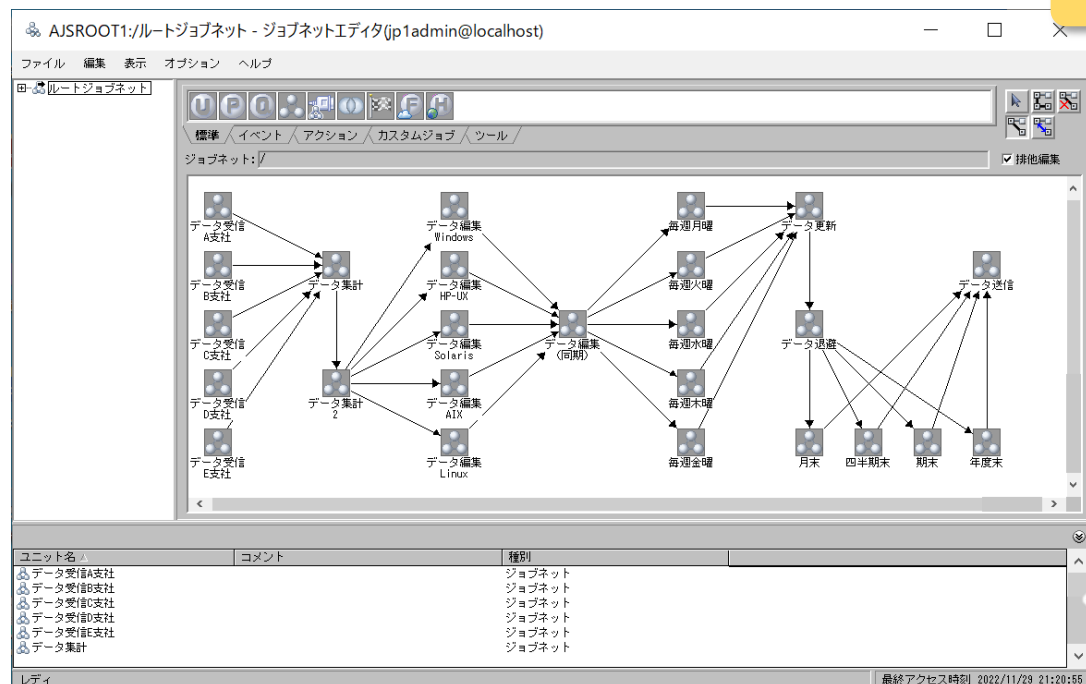 AJSROOT1:/ルートジョブネット - ジョブネットエディタ(jp1admin@localhost)
ファイル 編集 表示 オプション ヘルプ
ルートジョブネット
U P Q F H
標準 イベント アクション カスタムジョブ ツール
ジョブネット: /
排他編集
データ受信
A支社
データ編集
Windows
毎週月曜
データ更新
データ受信
B支社
データ集計
データ編集
HP-UX
毎週火曜
データ送信
データ受信
C支社
データ編集
Solaris
データ編集
(同期)
毎週水曜
データ退避
データ受信
D支社
データ集計
2
データ編集
AIX
毎週木曜
データ受信
E支社
データ編集
Linux
毎週金曜
月末
四半期末
期末
年度末
ユニット名 コメント 種別
データ受信A支社 ジョブネット
データ受信B支社 ジョブネット
データ受信C支社 ジョブネット
データ受信D支社 ジョブネット
データ受信E支社 ジョブネット
データ集計 ジョブネット
レディ 最終アクセス時刻 2022/11/29 21:20:55